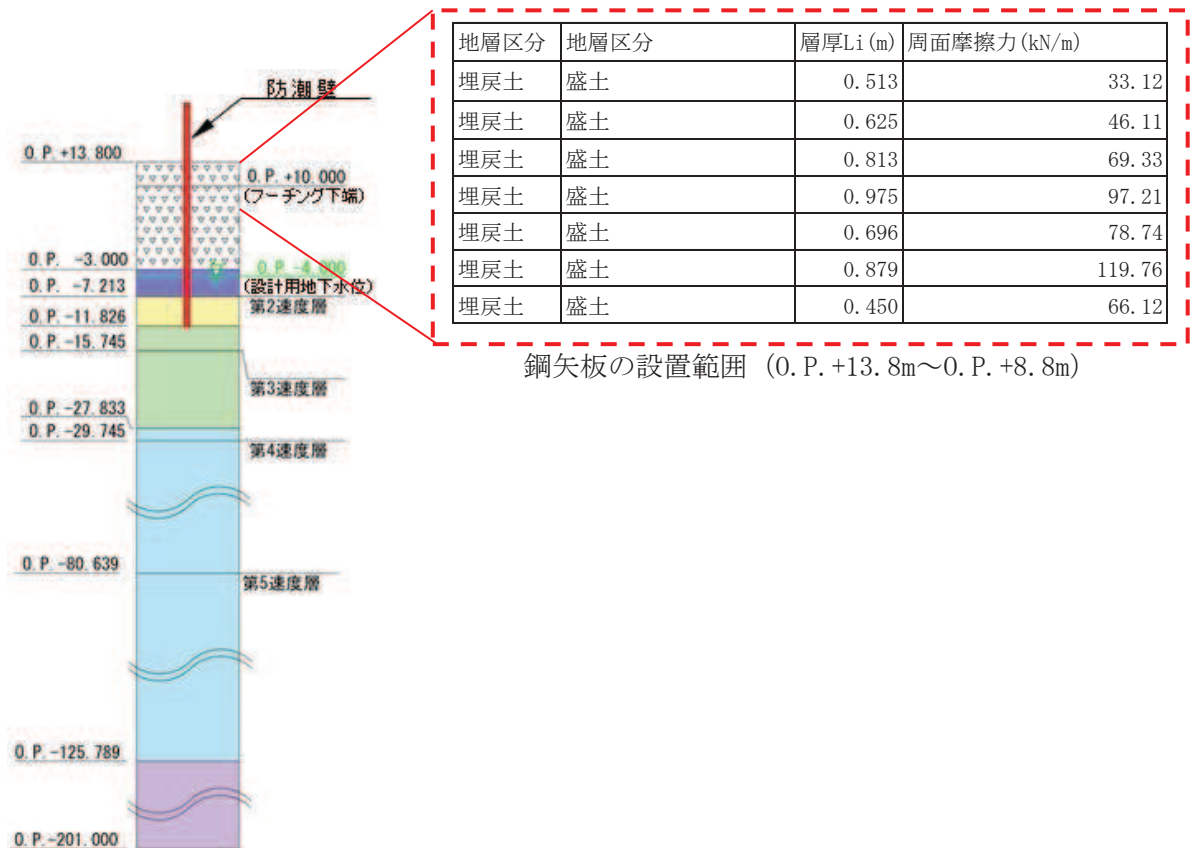 地層区分 地層区分 層厚Li(m) 周面摩擦力(kN/m)
埋戻土 盛土 0.513 33.12
埋戻土 盛土 0.625 46.11
埋戻土 盛土 0.813 69.33
埋戻土 盛土 0.975 97.21
埋戻土 盛土 0.696 78.74
埋戻土 盛土 0.879 119.76
埋戻土 盛土 0.450 66.12
鋼矢板の設置範囲 (O.P.+13.8m～O.P.+8.8m)
防潮壁
O.P.+13.800
O.P.+10.000
(フーチング下端)
O.P. -3.000
O.P. -4.000
(設計用地下水位)
O.P. -7.213
第2速度層
O.P.-11.826
O.P.-15.745
第3速度層
O.P.-27.833
O.P.-29.745
第4速度層
O.P.-80.639
第5速度層
O.P.-125.789
O.P.-201.000